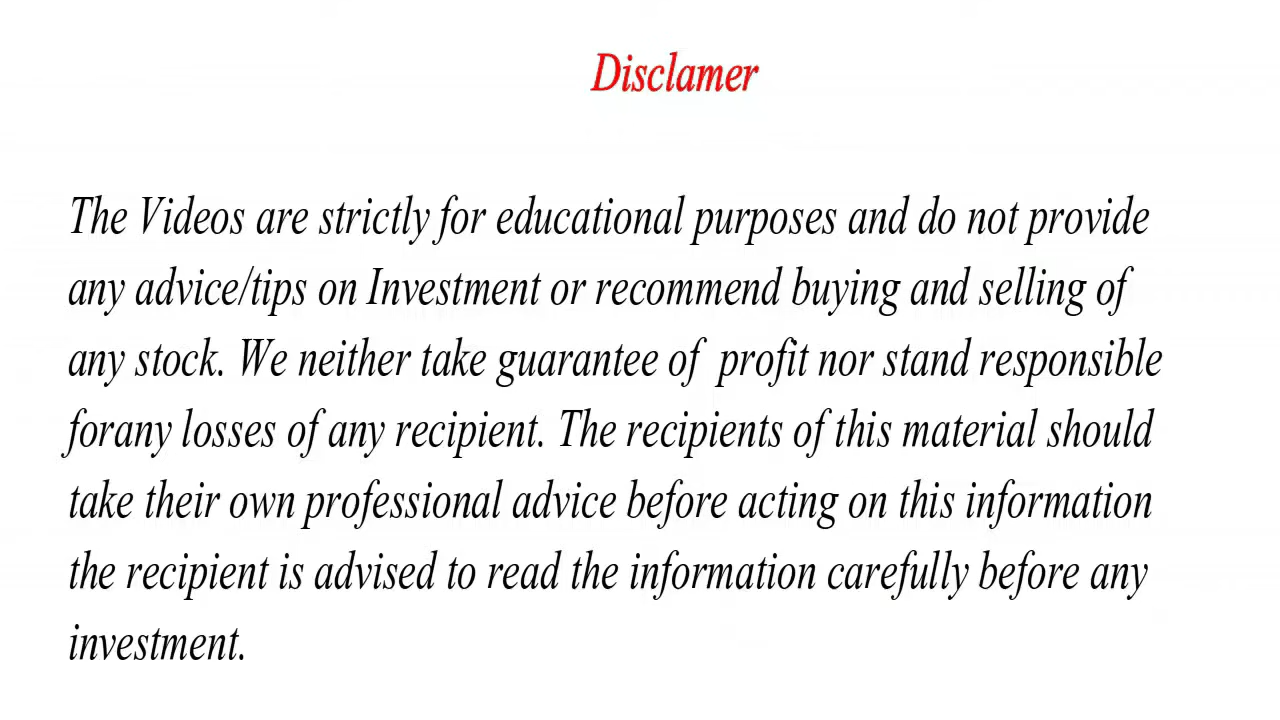 Disclamer
The Videos are strictly for educational purposes and do not provide
any advice/tips on Investment or recommend buying and selling of
any stock. We neither take guarantee of  profit nor stand responsible
forany losses of any recipient. The recipients of this material should
take their own professional advice before acting on this information
the recipient is advised to read the information carefully before any
investment.